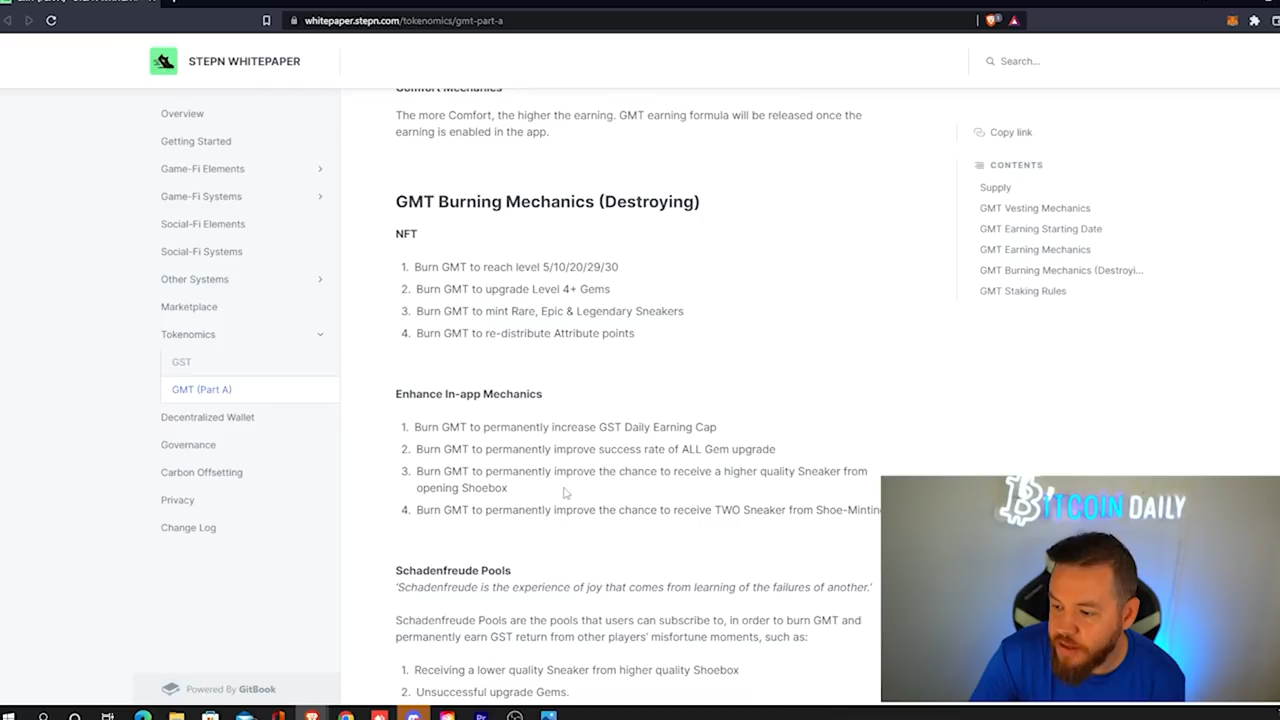 whitepaper.stepn.com/tokenomics/gmt-part-a
STEPN WHITEPAPER
Search...
Overview
Getting Started
Game-Fi Elements
Game-Fi Systems
Social-Fi Elements
Social-Fi Systems
Other Systems
Marketplace
Tokenomics
GST
GMT (Part A)
Decentralized Wallet
Governance
Carbon Offsetting
Privacy
Change Log
Powered By GitBook
Comfort Mechanics
The more Comfort, the higher the earning. GMT earning formula will be released once the
earning is enabled in the app.
GMT Burning Mechanics (Destroying)
NFT
1. Burn GMT to reach level 5/10/20/29/30
2. Burn GMT to upgrade Level 4+ Gems
3. Burn GMT to mint Rare, Epic & Legendary Sneakers
4. Burn GMT to re-distribute Attribute points
Enhance In-app Mechanics
1. Burn GMT to permanently increase GST Daily Earning Cap
2. Burn GMT to permanently improve success rate of ALL Gem upgrade
3. Burn GMT to permanently improve the chance to receive a higher quality Sneaker from
opening Shoebox
4. Burn GMT to permanently improve the chance to receive TWO Sneaker from Shoe-Mintin
Schadenfreude Pools
‘Schadenfreude is the experience of joy that comes from learning of the failures of another.’
Schadenfreude Pools are the pools that users can subscribe to, in order to burn GMT and
permanently earn GST return from other players' misfortune moments, such as:
1. Receiving a lower quality Sneaker from higher quality Shoebox
2. Unsuccessful upgrade Gems.
Copy link
CONTENTS
Supply
GMT Vesting Mechanics
GMT Earning Starting Date
GMT Earning Mechanics
GMT Burning Mechanics (Destroyi...
GMT Staking Rules
BITCOIN DAILY